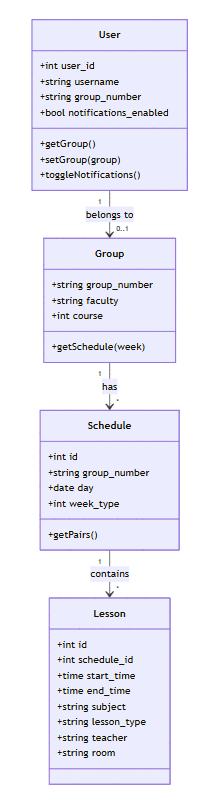 User
+int user_id
+string username
+string group_number
+bool notifications_enabled
+getGroup()
+setGroup(group)
+toggleNotifications()
1
belongs to
0..1
Group
+string group_number
+string faculty
+int course
+getSchedule(week)
1
has
*
Schedule
+int id
+string group_number
+date day
+int week_type
+getPairs()
1
contains
*
Lesson
+int id
+int schedule_id
+time start_time
+time end_time
+string subject
+string lesson_type
+string teacher
+string room